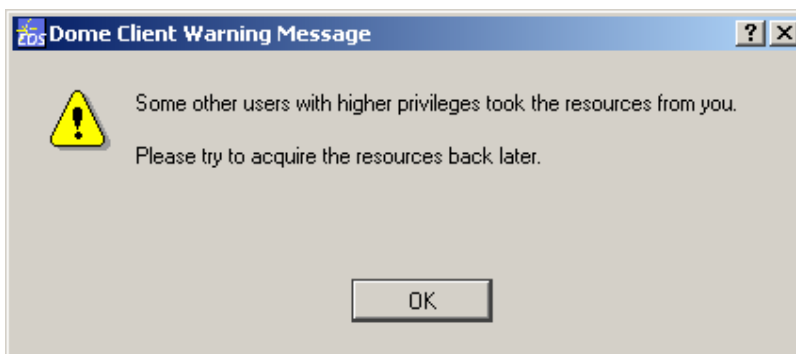 EDS Dome Client Warning Message
Some other users with higher privileges took the resources from you.
Please try to acquire the resources back later.
OK